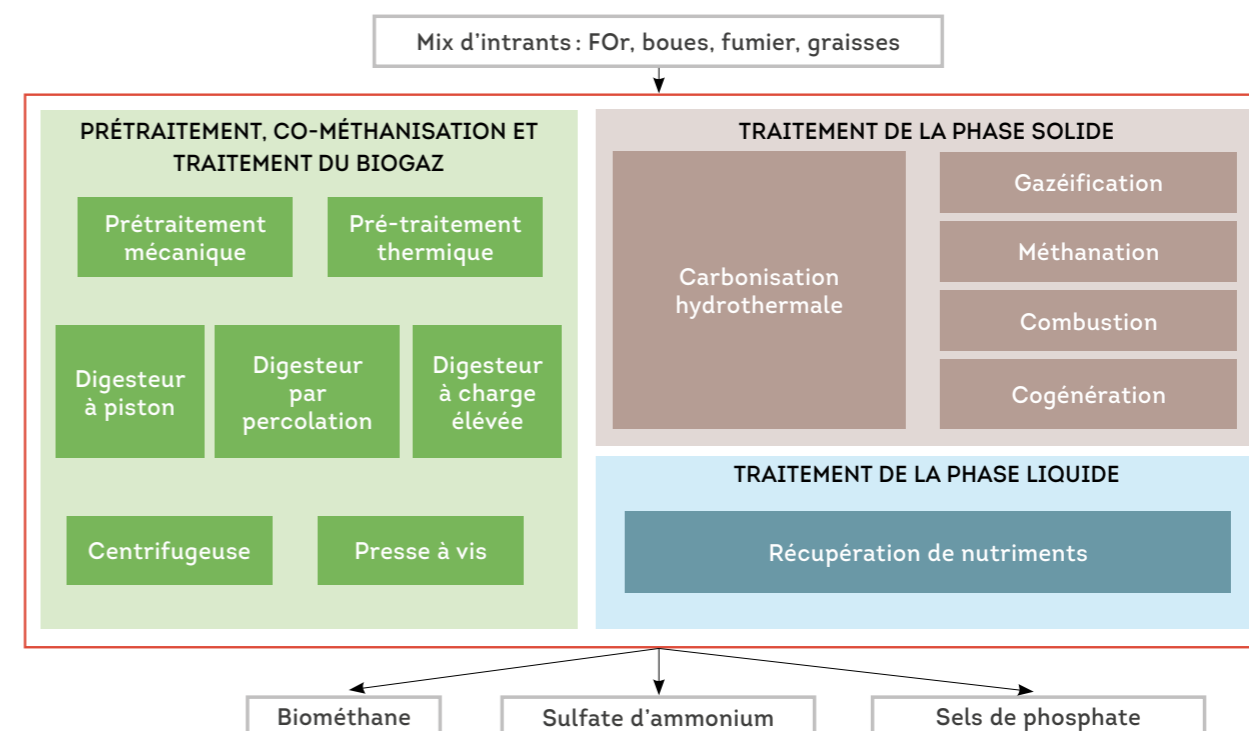 Mix d’intrants : FOr, boues, fumier, graisses
PRÉTRAITEMENT, CO-MÉTHANISATION ET
TRAITEMENT DU BIOGAZ
Prétraitement
mécanique
Pré-traitement
thermique
Digesteur
à piston
Digesteur
par
percolation
Digesteur
à charge
élévée
Centrifugeuse
Presse à vis
TRAITEMENT DE LA PHASE SOLIDE
Carbonisation
hydrothermale
Gazéification
Méthanation
Combustion
Cogénération
TRAITEMENT DE LA PHASE LIQUIDE
Récupération de nutriments
Biométhane
Sulfate d’ammonium
Sels de phosphate